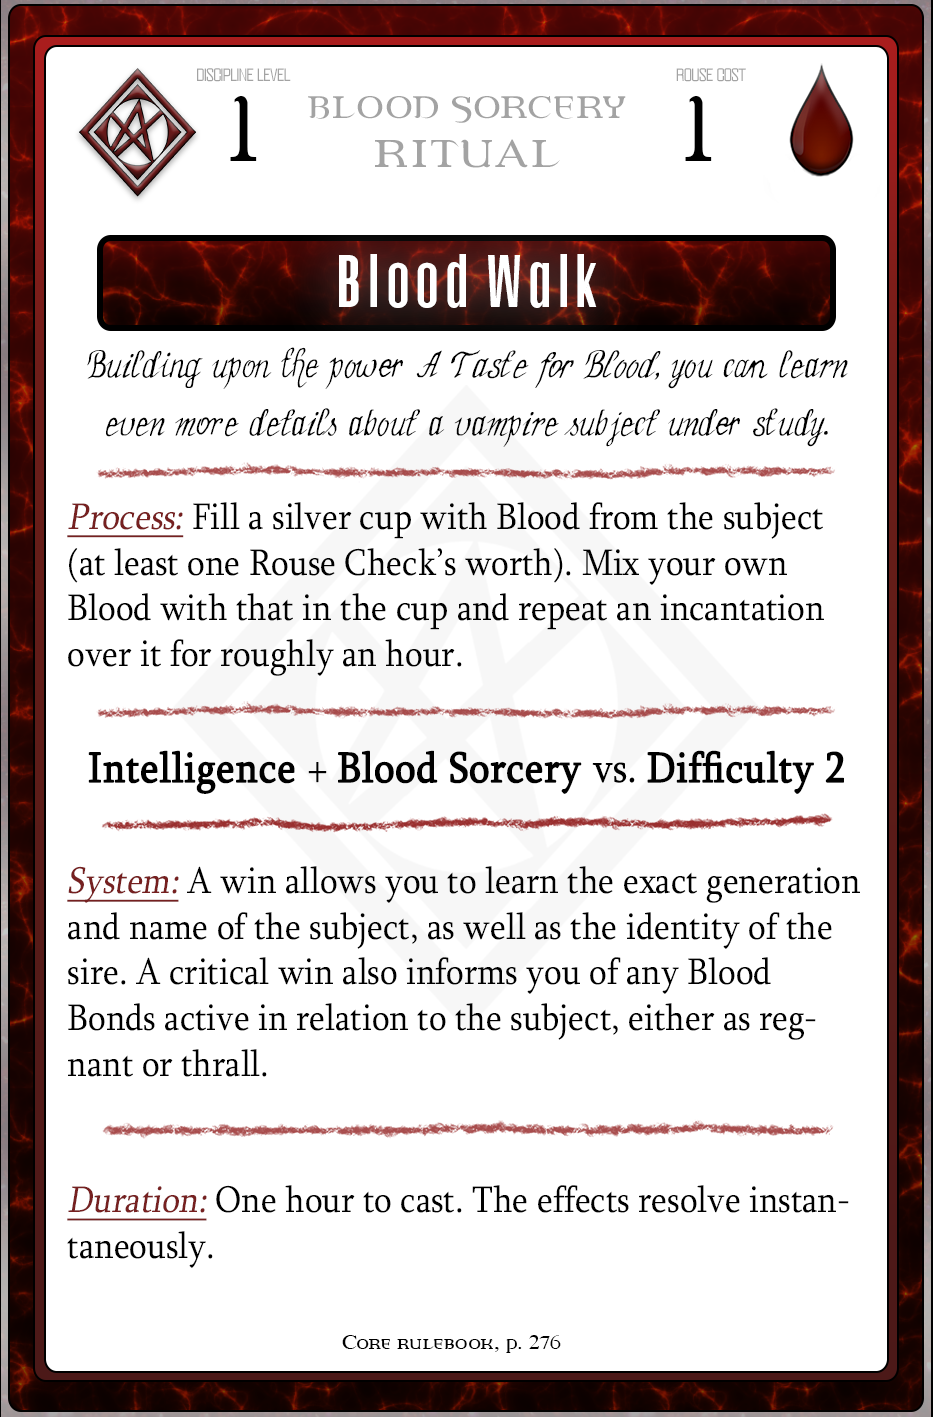 DISCIPLINE LEVEL
1
BLOOD SORCERY
RITUAL
ROUSE COST
1
Blood Walk
Building upon the power A Taste for Blood, you can learn
even more details about a vampire subject under study.
Process: Fill a silver cup with Blood from the subject
(at least one Rouse Check’s worth). Mix your own
Blood with that in the cup and repeat an incantation
over it for roughly an hour.
Intelligence + Blood Sorcery vs. Difficulty 2
System: A win allows you to learn the exact generation
and name of the subject, as well as the identity of the
sire. A critical win also informs you of any Blood
Bonds active in relation to the subject, either as reg-
nant or thrall.
Duration: One hour to cast. The effects resolve instan-
taneously.
Core rulebook, p. 276